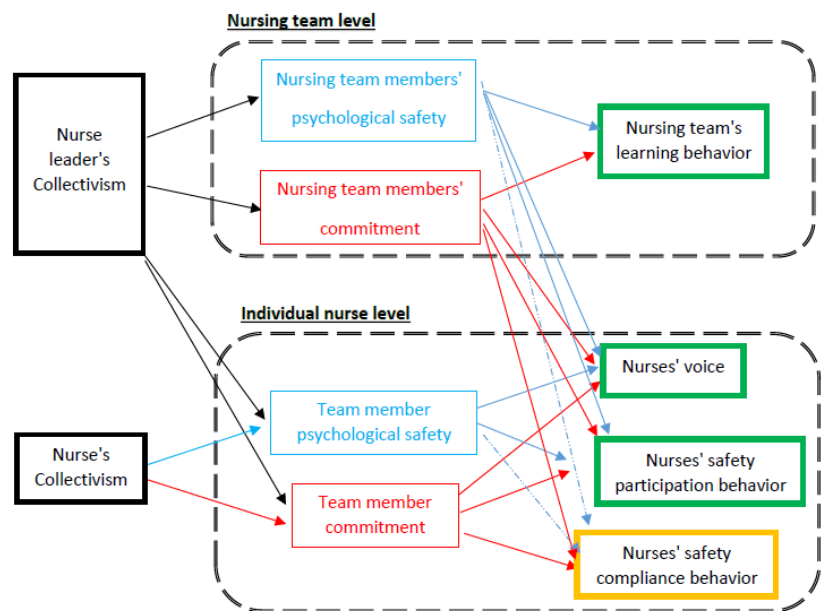 Nursing team level
Nurse
leader's
Collectivism
Nursing team members'
psychological safety
Nursing team members'
commitment
Nursing team's
learning behavior
Individual nurse level
Nurse's
Collectivism
Team member
psychological safety
Team member
commitment
Nurses' voice
Nurses' safety
participation behavior
Nurses' safety
compliance behavior